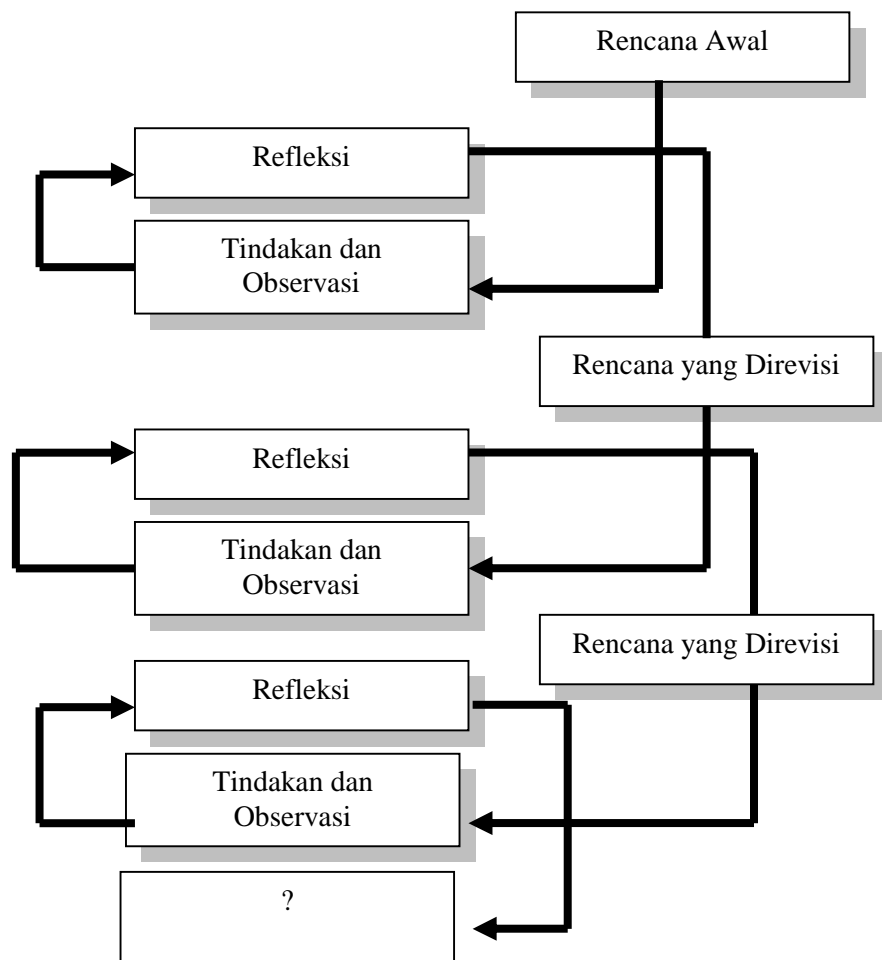 Rencana Awal
Refleksi
Tindakan dan
Observasi
Rencana yang Direvisi
Refleksi
Tindakan dan
Observasi
Rencana yang Direvisi
Refleksi
Tindakan dan
Observasi
?